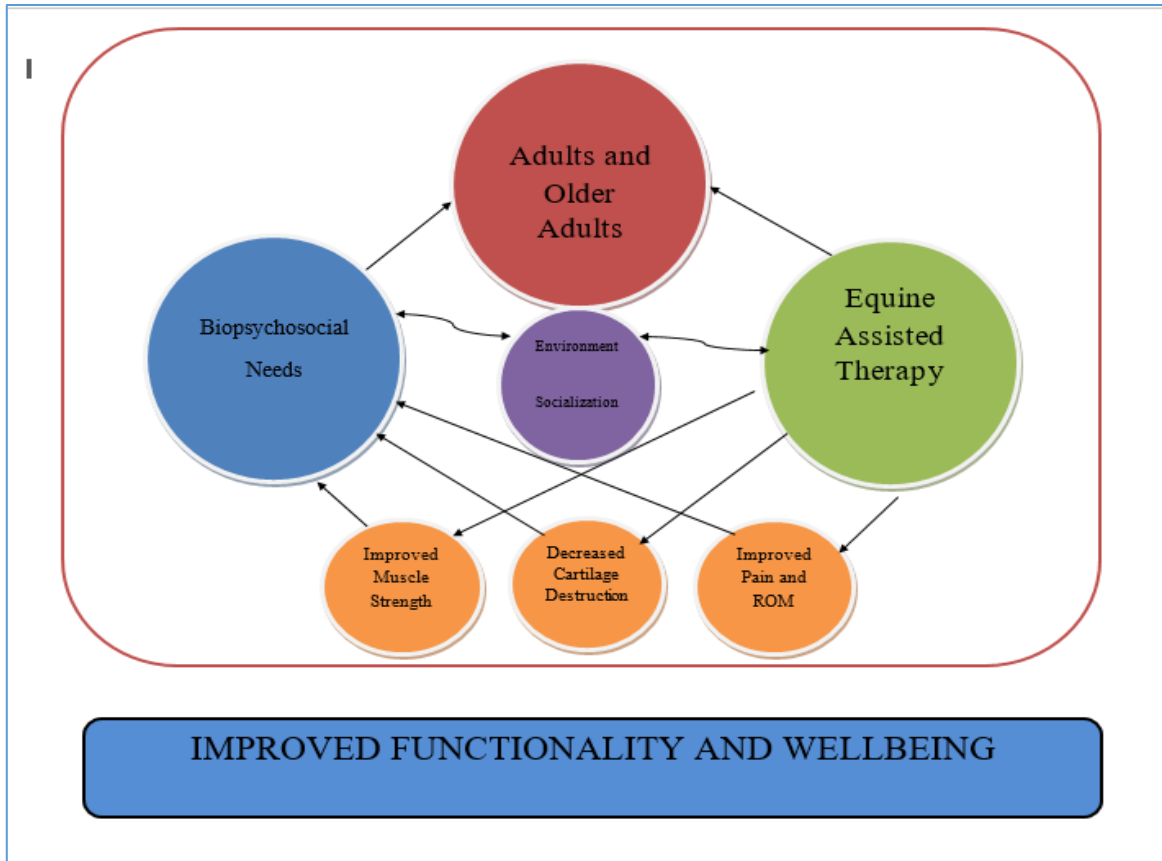 Adults and
Older
Adults
Biopsychosocial
Needs
Environment
Socialization
Equine
Assisted
Therapy
Improved
Muscle
Strength
Decreased
Cartilage
Destruction
Improved
Pain and
ROM
IMPROVED FUNCTIONALITY AND WELLBEING